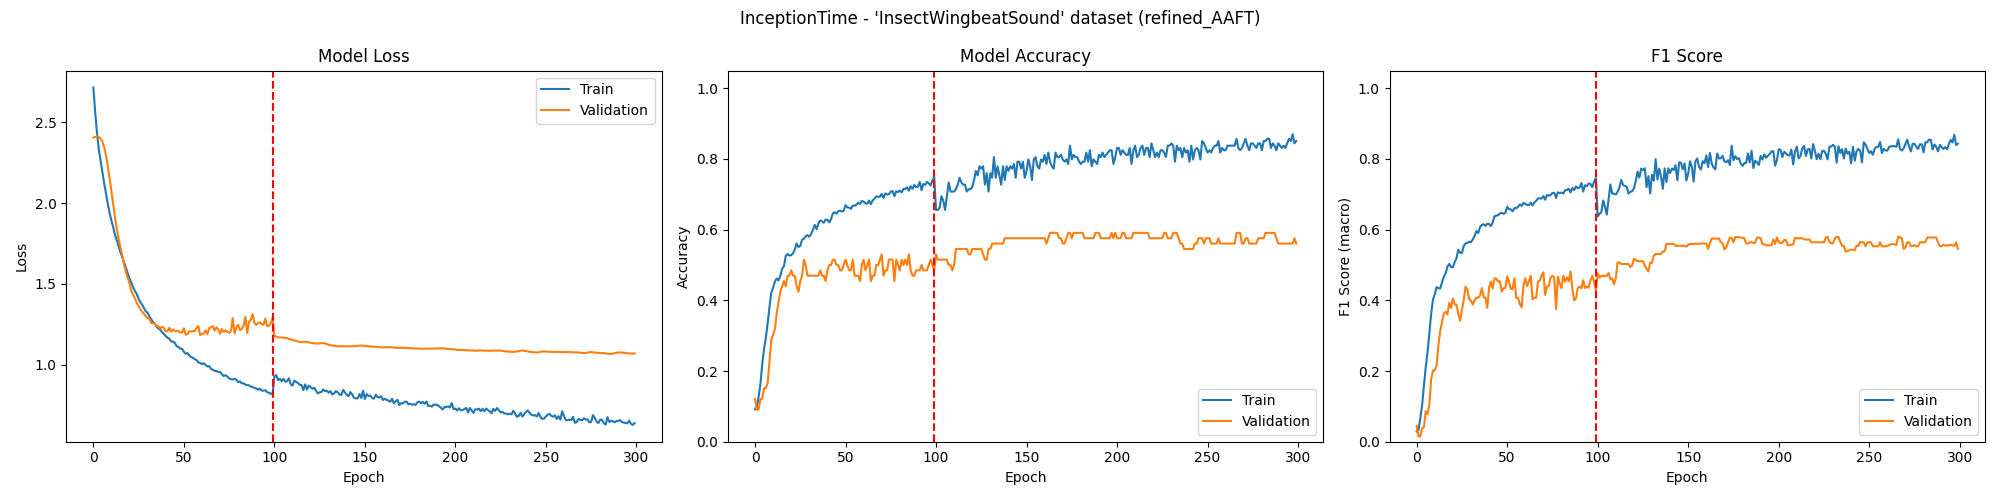 InceptionTime - 'InsectWingbeatSound' dataset (refined_AAFT)
Model Loss
Loss
2.5
2.0
1.5
1.0
0 50 100 150 200 250 300
Epoch
Train
Validation
Model Accuracy
Accuracy
1.0
0.8
0.6
0.4
0.2
0.0
0 50 100 150 200 250 300
Epoch
Train
Validation
F1 Score
F1 Score (macro)
1.0
0.8
0.6
0.4
0.2
0.0
0 50 100 150 200 250 300
Epoch
Train
Validation